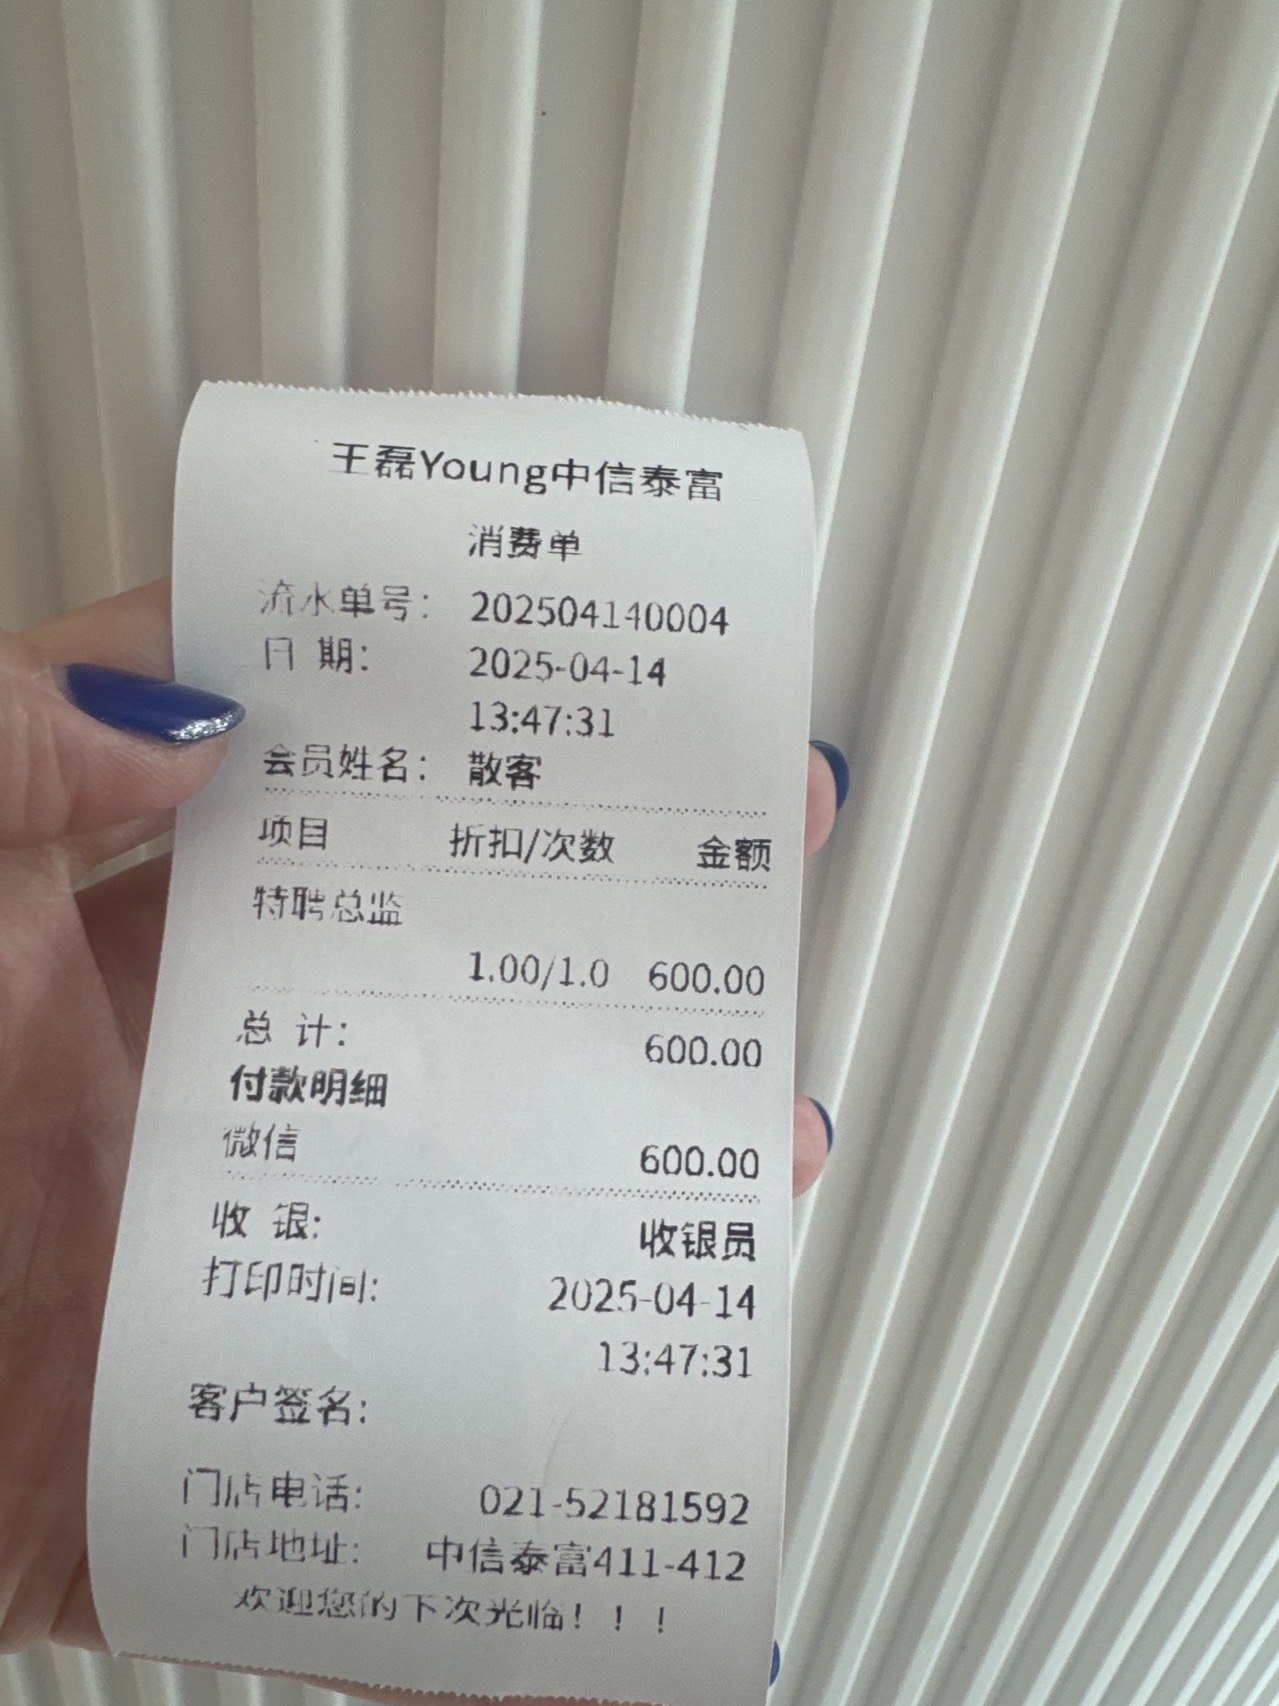 王磊Young中信泰富
消费单
流水单号: 202504140004
日 期: 2025-04-14
13:47:31
会员姓名: 散客
项目 折扣/次数 金额
特聘总监
1.00/1.0 600.00
总 计: 600.00
付款明细
微信 600.00
收 银: 收银员
打印时间: 2025-04-14
13:47:31
客户签名:
门店电话: 021-52181592
门店地址: 中信泰富411-412
欢迎您的下次光临!!!